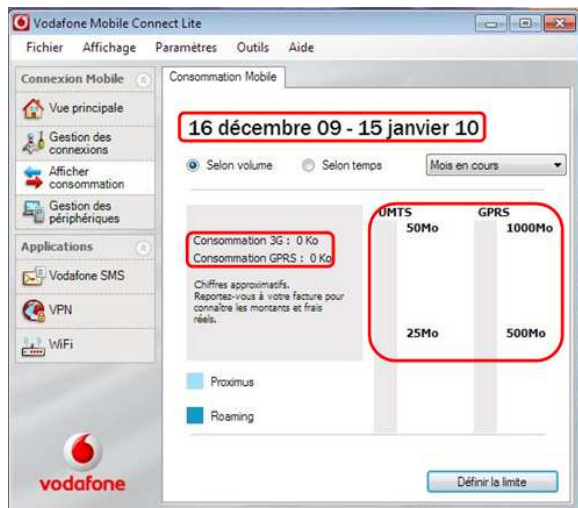 Vodafone Mobile Connect Lite
Fichier Affichage Paramètres Outils Aide
Connexion Mobile
Vue principale
Gestion des
connexions
Afficher
consommation
Gestion des
périphériques
Applications
Vodafone SMS
VPN
WiFi
vodafone
Consommation Mobile
16 décembre 09 - 15 janvier 10
Selon volume Selon temps Mois en cours
UMTS GPRS
50Mo 1000Mo
Consommation 3G : 0 Ko
Consommation GPRS : 0 Ko
Chiffres approximatifs.
Reportez-vous à votre facture pour
connaître les montants et frais
réels.
25Mo 500Mo
Proximus
Roaming
Définir la limite